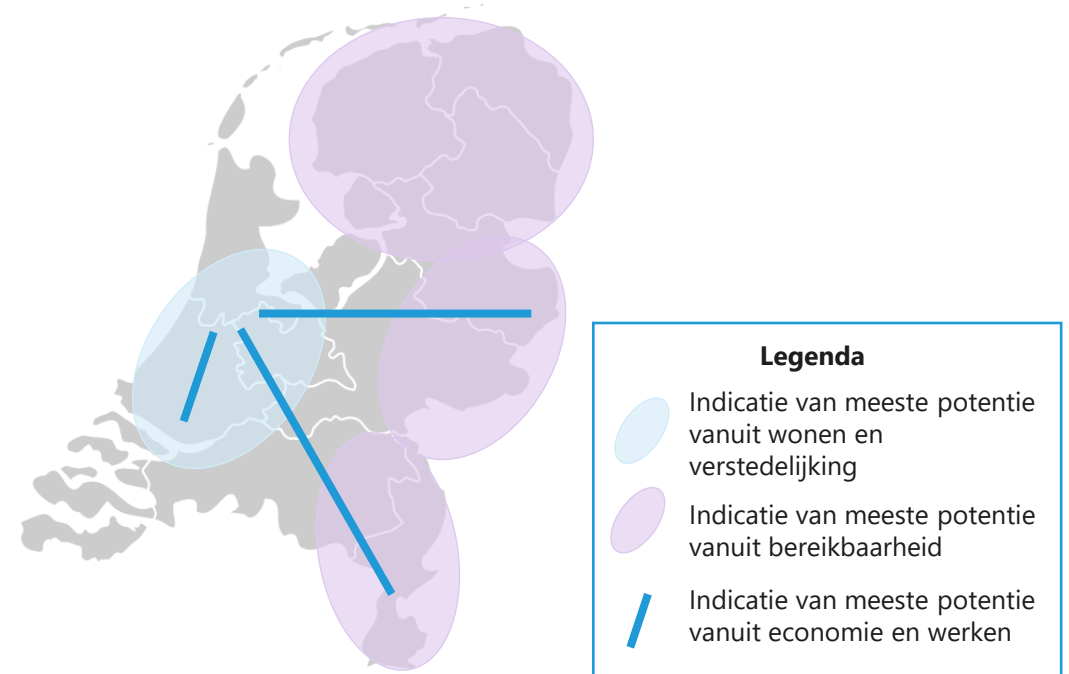 Legenda
Indicatie van meeste potentie
vanuit wonen en
verstedelijking
Indicatie van meeste potentie
vanuit bereikbaarheid
Indicatie van meeste potentie
vanuit economie en werken